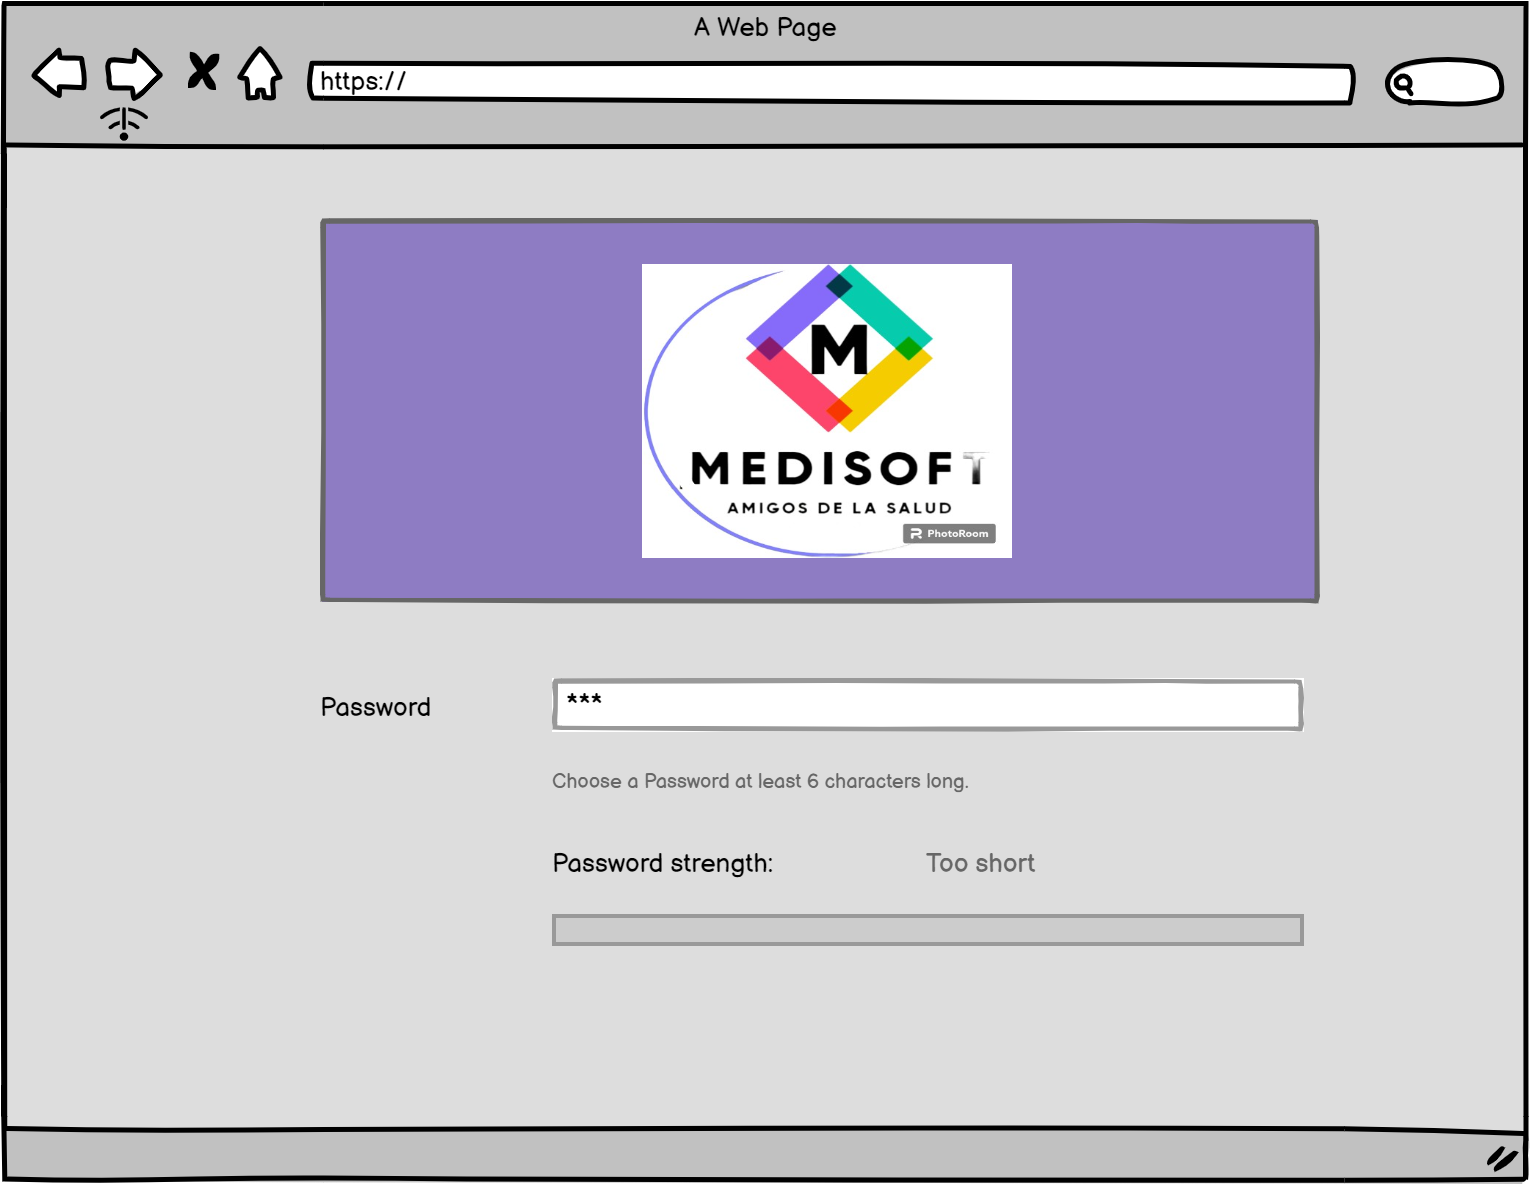 A Web Page
https://
M
MEDISOFT
AMIGOS DE LA SALUD
PhotoRoom
Password
***
Choose a Password at least 6 characters long.
Password strength:
Too short